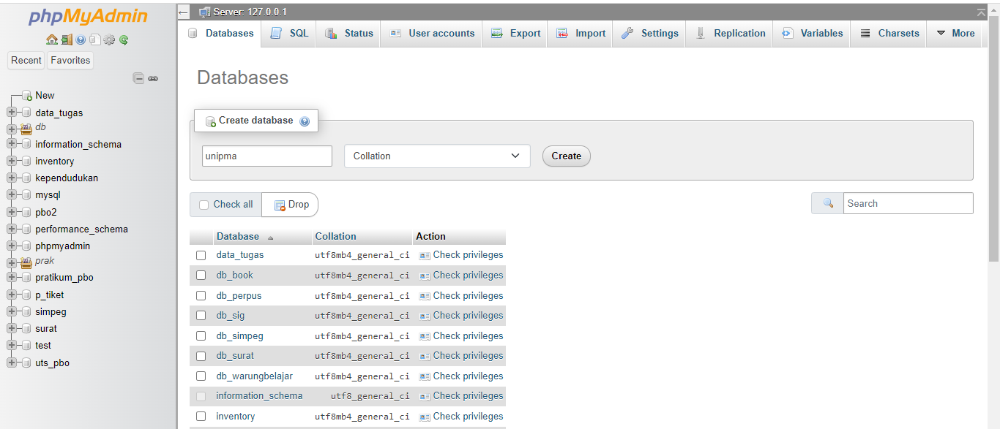 phpMyAdmin
Recent Favorites
New
data_tugas
db
information_schema
inventory
kependudukan
mysql
pbo2
performance_schema
phpmyadmin
prak
pratikum_pbo
p_tiket
simpeg
surat
test
uts_pbo
Server: 127.0.0.1
Databases SQL Status User accounts Export Import Settings Replication Variables Charsets More
Databases
Create database
unipma Collation Create
Check all Drop Search
Database Collation Action
data_tugas utf8mb4_general_ci Check privileges
db_book utf8mb4_general_ci Check privileges
db_perpus utf8mb4_general_ci Check privileges
db_sig utf8mb4_general_ci Check privileges
db_simpeg utf8mb4_general_ci Check privileges
db_surat utf8mb4_general_ci Check privileges
db_warungbelajar utf8mb4_general_ci Check privileges
information_schema utf8_general_ci Check privileges
inventory utf8mb4_general_ci Check privileges